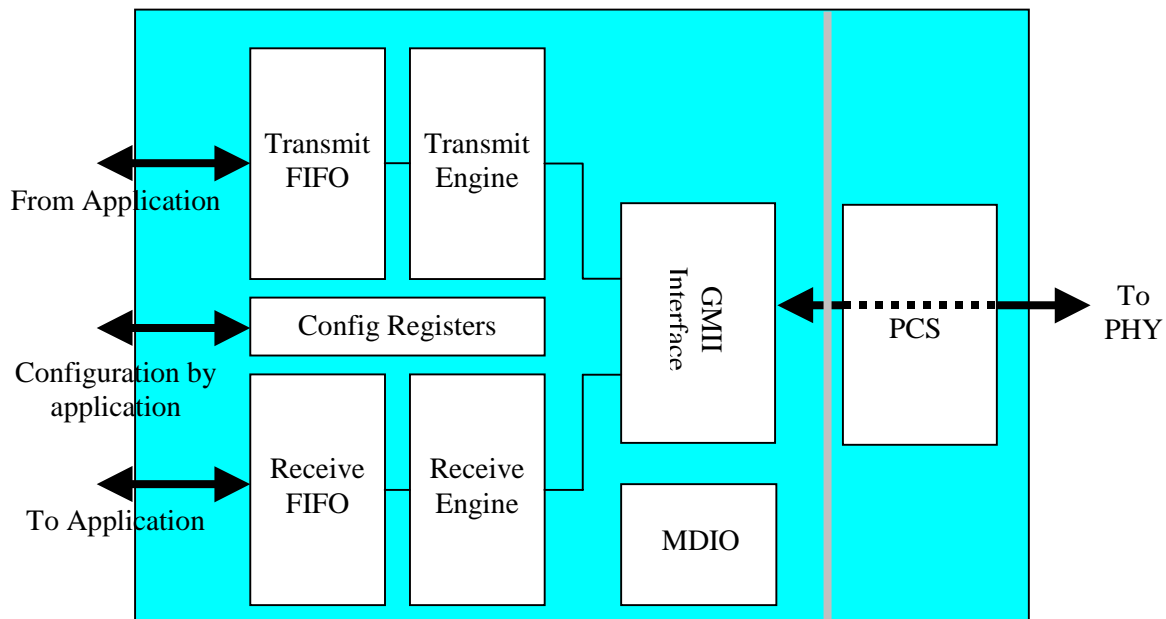 Transmit
FIFO
Transmit
Engine
From Application
GMII
Interface
To
PHY
Config Registers
PCS
Configuration by
application
Receive
FIFO
Receive
Engine
To Application
MDIO